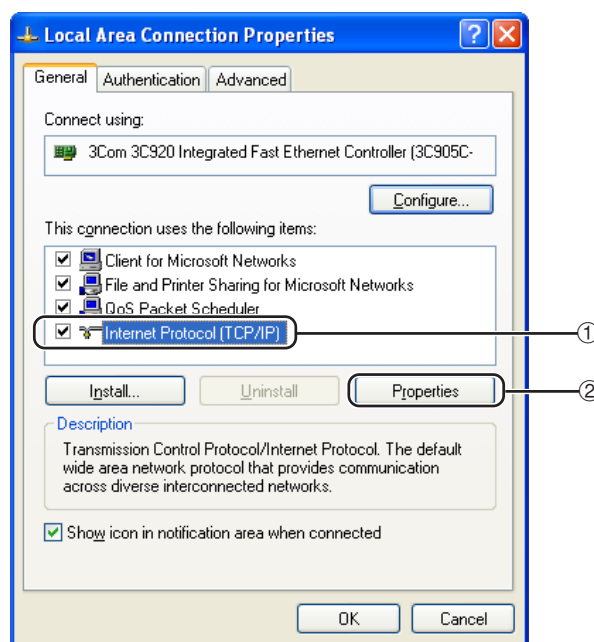 Local Area Connection Properties
General Authentication Advanced
Connect using:
3Com 3C920 Integrated Fast Ethernet Controller (3C905C-
Configure...
This connection uses the following items:
Client for Microsoft Networks
File and Printer Sharing for Microsoft Networks
QoS Packet Scheduler
Internet Protocol (TCP/IP)
①
Install... Uninstall Properties
②
Description
Transmission Control Protocol/Internet Protocol. The default
wide area network protocol that provides communication
across diverse interconnected networks.
Show icon in notification area when connected
OK Cancel